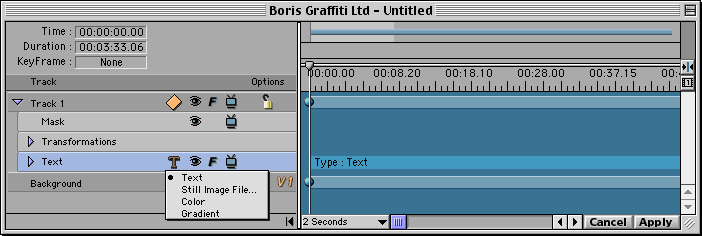 Boris Graffiti Ltd – Untitled
Time : 00:00:00.00
Duration : 00:03:33.06
KeyFrame : None
Track Options
00:00.00 00:08.20 00:18.10 00:28.00 00:37.15
Track 1 F
Mask
Transformations
Text T F
Type : Text
Background V1
Text
Still Image File...
Color
Gradient
2 Seconds
Cancel Apply